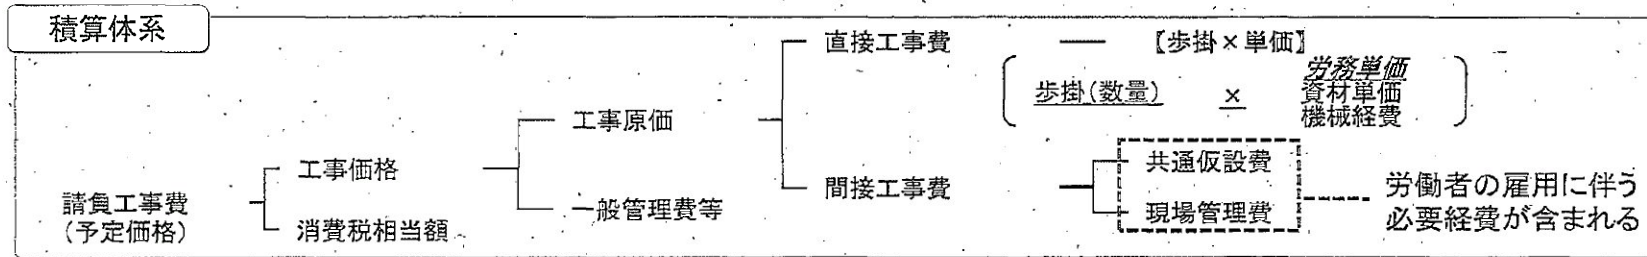 積算体系
直接工事費
【歩掛×単価】
歩掛(数量)
×
労務単価
資材単価
機械経費
工事原価
工事価格
共通仮設費
間接工事費
現場管理費
労働者の雇用に伴う
必要経費が含まれる
請負工事費
(予定価格)
一般管理費等
消費税相当額